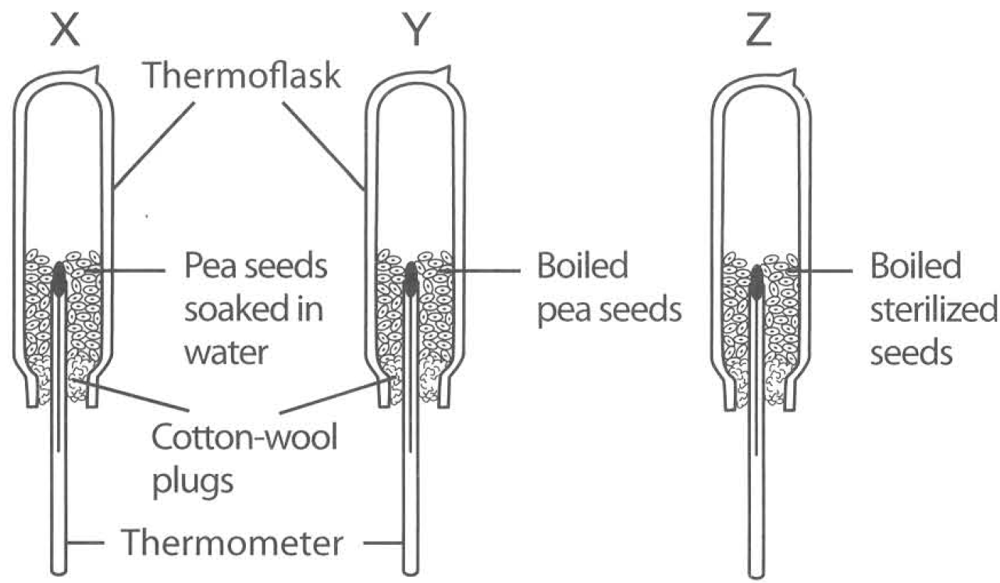 X
Y
Z
Thermoflask
Pea seeds
soaked in
water
Boiled
pea seeds
Boiled
sterilized
seeds
Cotton-wool
plugs
Thermometer